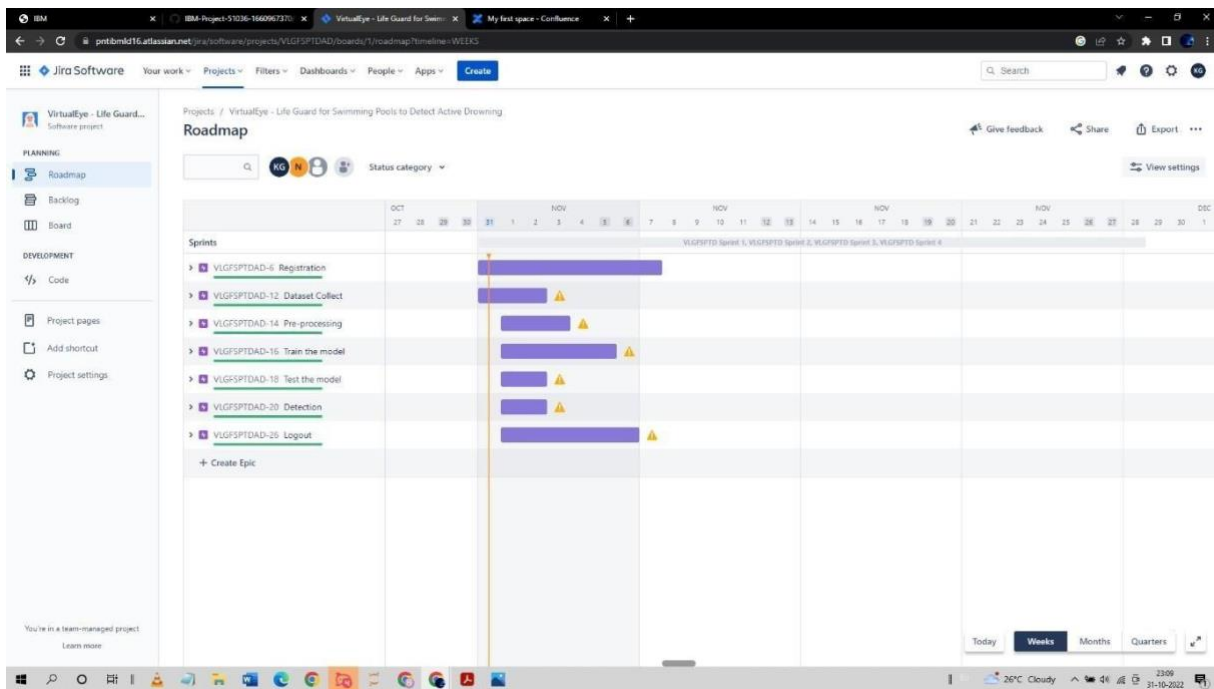 IBM
IBM-Project-51036-1660967370
VirtualEye - Life Guard for Swimm
My first space - Confluence
pntibmld16.atlassian.net/jira/software/projects/VLGFSPTDAD/boards/1/roadmap?timeline=WEEKS
Jira Software Your work Projects Filters Dashboards People Apps Create
Search
KG
VirtualEye - Life Guard...
Software project
PLANNING
Roadmap
Backlog
Board
DEVELOPMENT
Code
Project pages
Add shortcut
Project settings
You're in a team-managed project
Learn more
Projects / VirtualEye - Life Guard for Swimming Pools to Detect Active Drowning
Roadmap
Give feedback Share Export
KG N Status category
View settings
OCT NOV NOV NOV NOV DEC
27 28 29 30 31 1 2 3 4 5 6 7 8 9 10 11 12 13 14 15 16 17 18 19 20 21 22 23 24 25 26 27 28 29 30 1
Sprints
VLGFSPTD Sprint 1, VLGFSPTD Sprint 2, VLGFSPTD Sprint 3, VLGFSPTD Sprint 4
VLGFSPTDAD-6 Registration
VLGFSPTDAD-12 Dataset Collect
VLGFSPTDAD-14 Pre-processing
VLGFSPTDAD-16 Train the model
VLGFSPTDAD-18 Test the model
VLGFSPTDAD-20 Detection
VLGFSPTDAD-26 Logout
+ Create Epic
Today Weeks Months Quarters
26°C Cloudy
23:09
31-10-2022